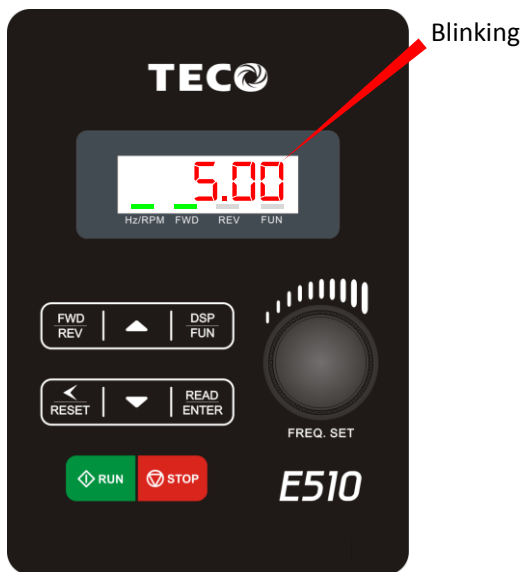 Blinking
TECO
5.00
Hz/RPM FWD REV FUN
FWD
REV
DSP
FUN
RESET
READ
ENTER
FREQ. SET
RUN STOP
E510